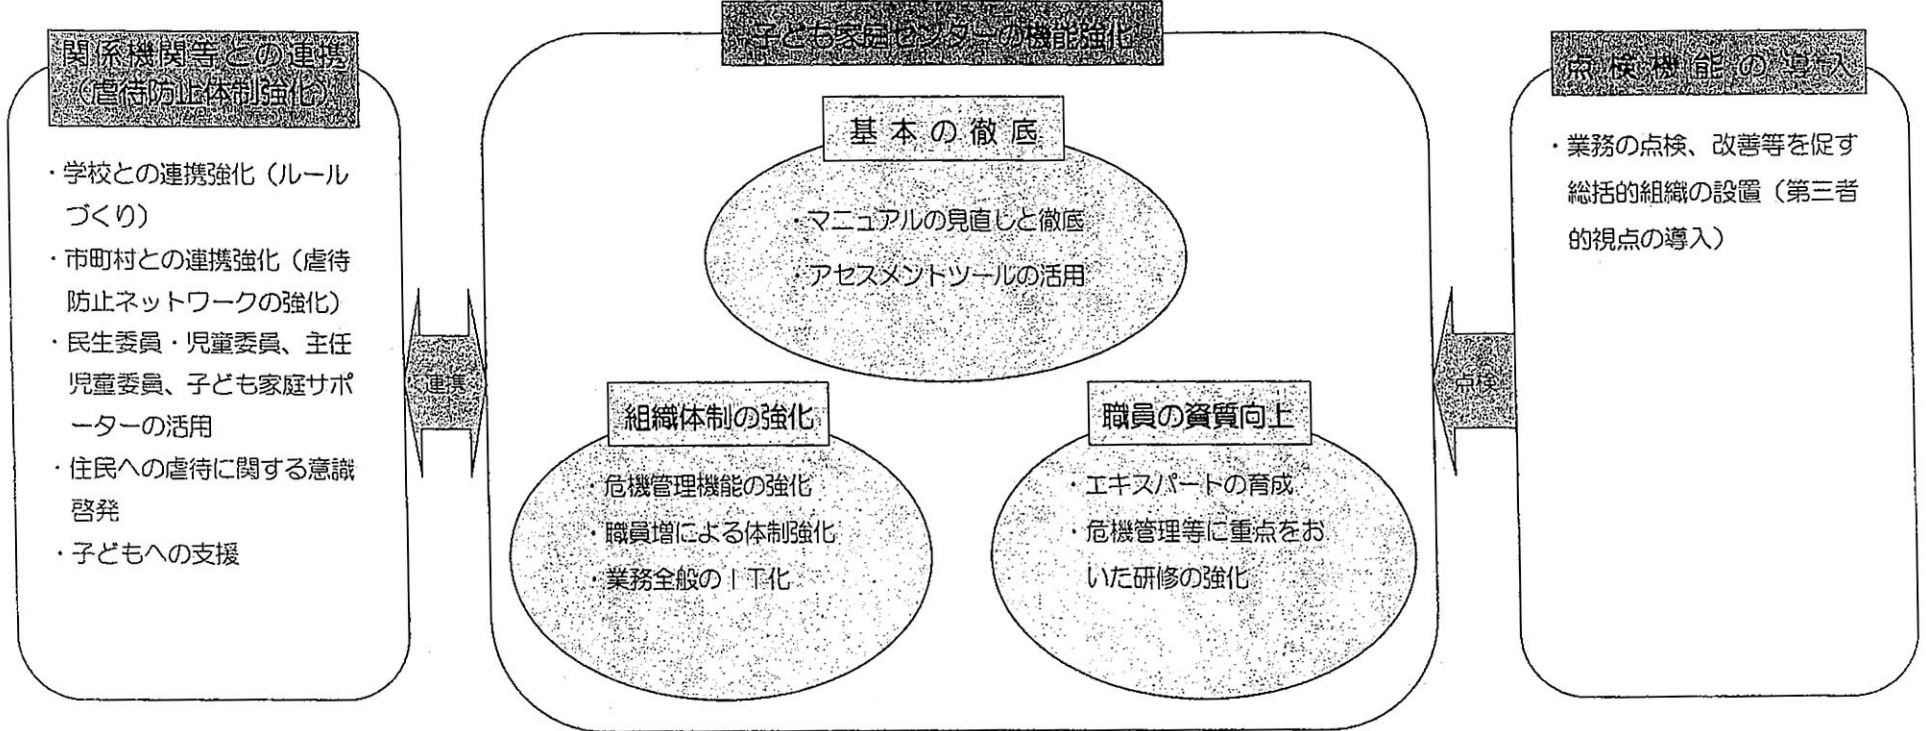 関係機関等との連携
（虐待防止体制強化）
・学校との連携強化（ルール
づくり）
・市町村との連携強化（虐待
防止ネットワークの強化）
・民生委員・児童委員、主任
児童委員、子ども家庭サポ
ーターの活用
・住民への虐待に関する意識
啓発
・子どもへの支援
連携
子ども家庭センターの機能強化
基本の徹底
・マニュアルの見直しと徹底
・アセスメントツールの活用
組織体制の強化
・危機管理機能の強化
・職員増による体制強化
・業務全般のＩＴ化
職員の資質向上
・エキスパートの育成
・危機管理等に重点をお
いた研修の強化
点検
点検機能の導入
・業務の点検、改善等を促す
総括的組織の設置（第三者
的視点の導入）